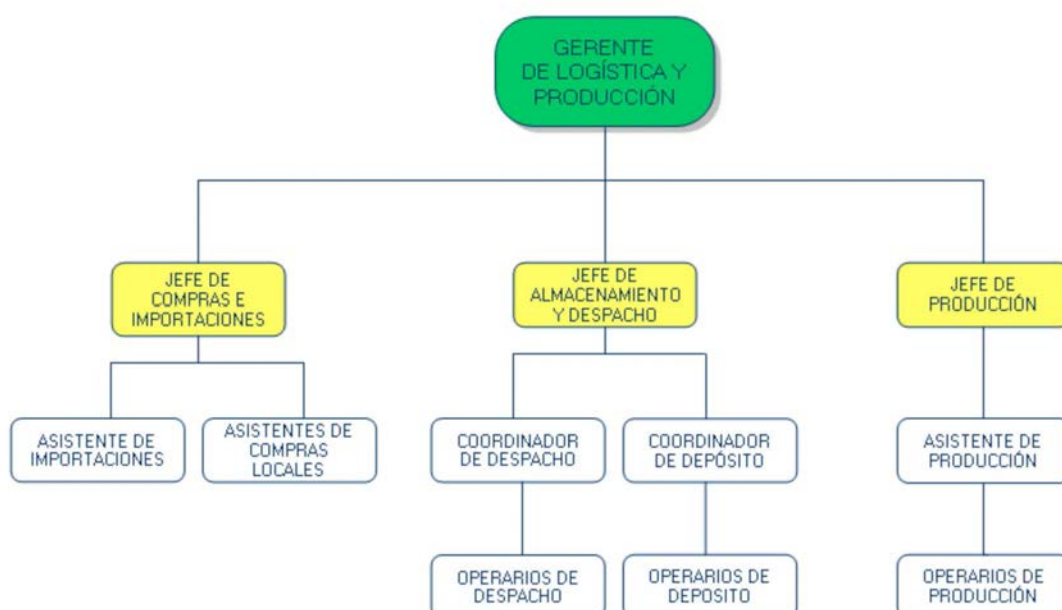 GERENTE
DE LOGÍSTICA Y
PRODUCCIÓN
JEFE DE
COMPRAS E
IMPORTACIONES
JEFE DE
ALMACENAMIENTO
Y DESPACHO
JEFE DE
PRODUCCIÓN
ASISTENTE DE
IMPORTACIONES
ASISTENTES DE
COMPRAS
LOCALES
COORDINADOR
DE DESPACHO
COORDINADOR
DE DEPÓSITO
ASISTENTE DE
PRODUCCIÓN
OPERARIOS DE
DESPACHO
OPERARIOS DE
DEPOSITO
OPERARIOS DE
PRODUCCIÓN